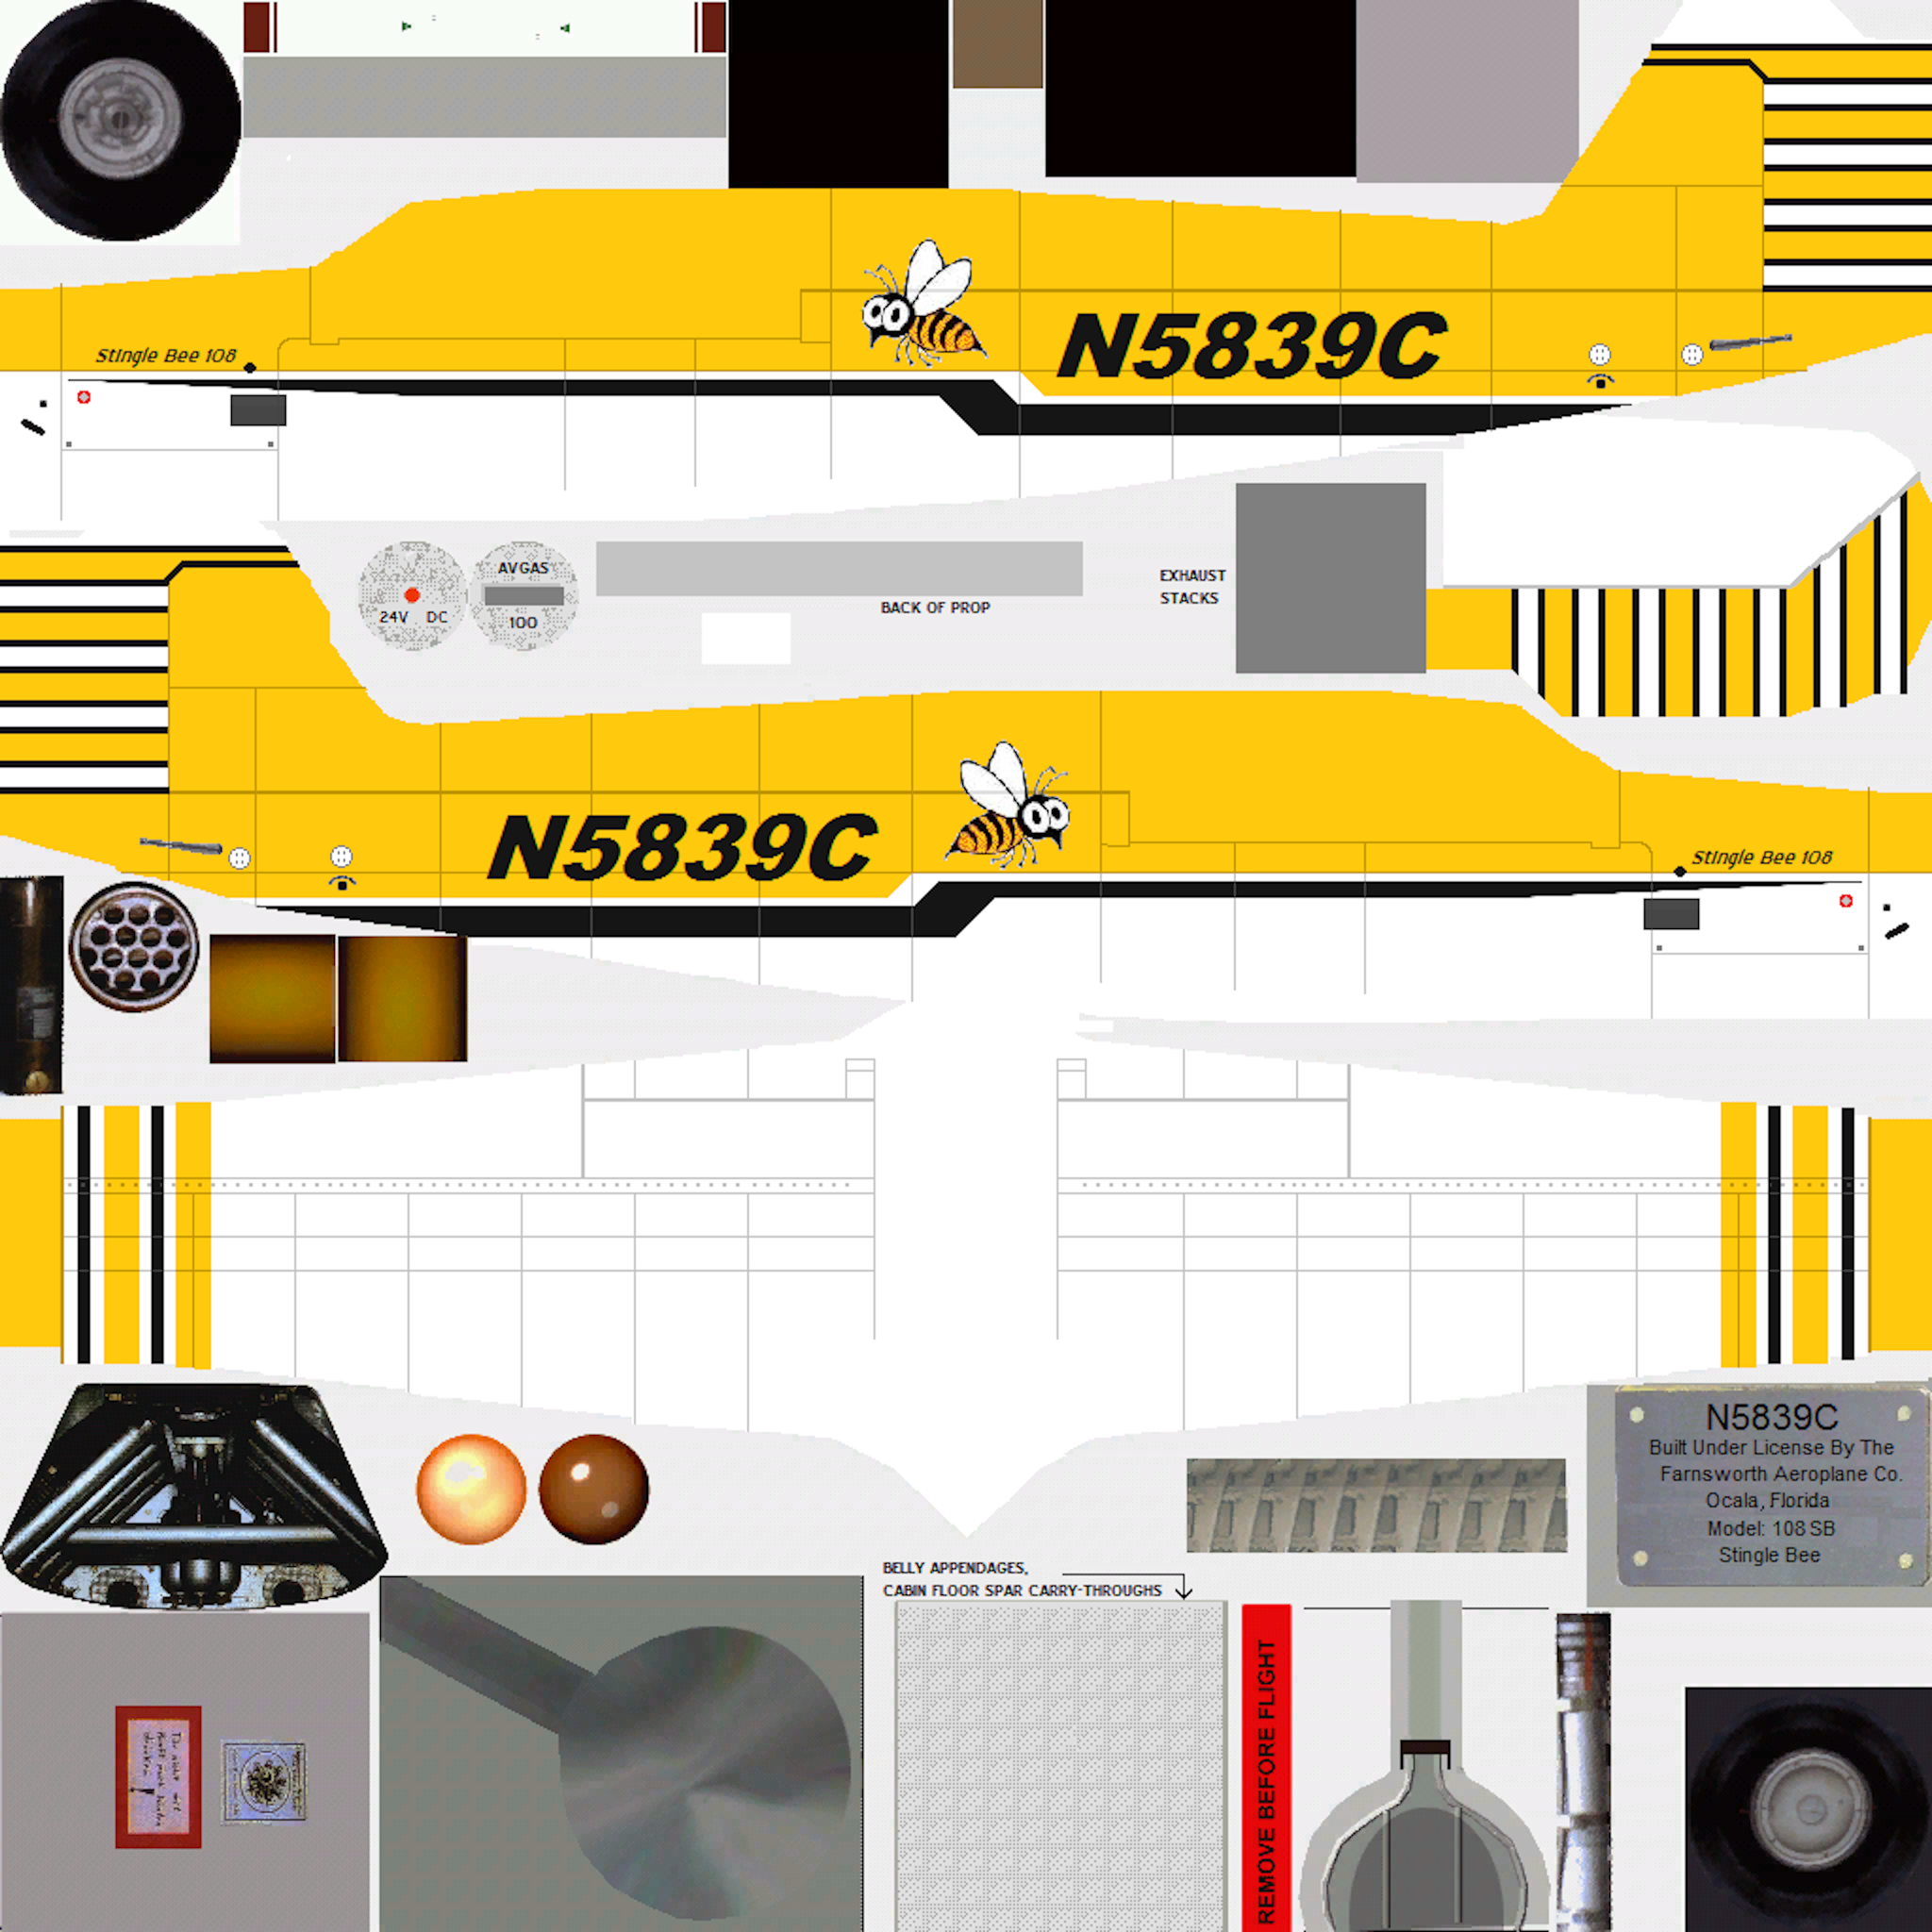 Stingle Bee 108
N5839C
AVGAS
24V DC
100
BACK OF PROP
EXHAUST
STACKS
N5839C
Stingle Bee 108
N5839C
Built Under License By The
Farnsworth Aeroplane Co.
Ocala, Florida
Model: 108 SB
Stingle Bee
BELLY APPENDAGES,
CABIN FLOOR SPAR CARRY-THROUGHS
REMOVE BEFORE FLIGHT